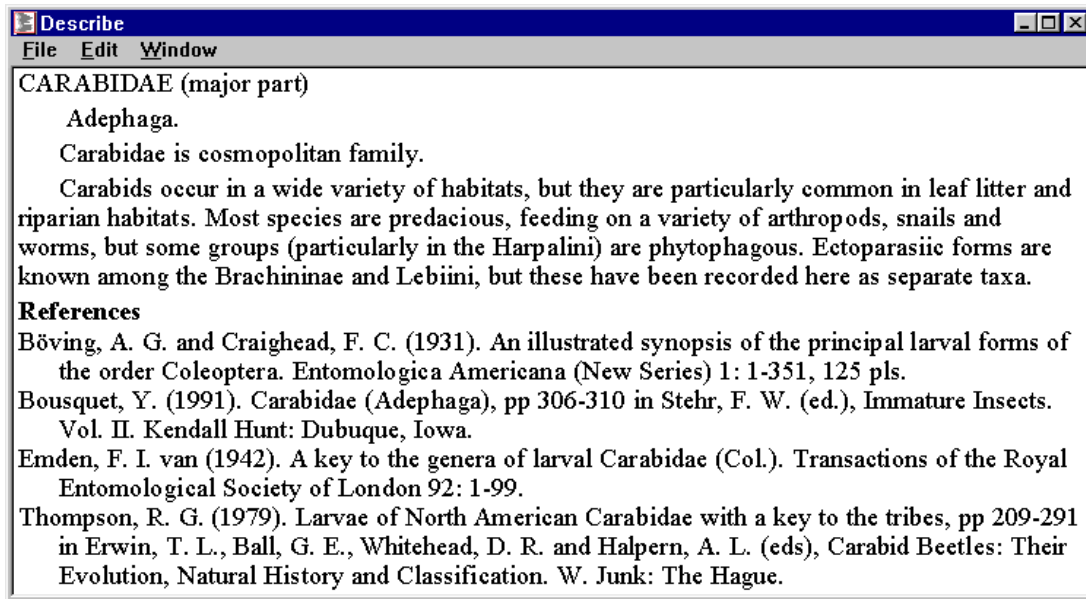 Describe
File Edit Window
CARABIDAE (major part)
Adephaga.
Carabidae is cosmopolitan family.
Carabids occur in a wide variety of habitats, but they are particularly common in leaf litter and
riparian habitats. Most species are predacious, feeding on a variety of arthropods, snails and
worms, but some groups (particularly in the Harpalini) are phytophagous. Ectoparasiic forms are
known among the Brachininae and Lebiini, but these have been recorded here as separate taxa.
References
Böving, A. G. and Craighead, F. C. (1931). An illustrated synopsis of the principal larval forms of
the order Coleoptera. Entomologica Americana (New Series) 1: 1-351, 125 pls.
Bousquet, Y. (1991). Carabidae (Adephaga), pp 306-310 in Stehr, F. W. (ed.), Immature Insects.
Vol. II. Kendall Hunt: Dubuque, Iowa.
Emden, F. I. van (1942). A key to the genera of larval Carabidae (Col.). Transactions of the Royal
Entomological Society of London 92: 1-99.
Thompson, R. G. (1979). Larvae of North American Carabidae with a key to the tribes, pp 209-291
in Erwin, T. L., Ball, G. E., Whitehead, D. R. and Halpern, A. L. (eds), Carabid Beetles: Their
Evolution, Natural History and Classification. W. Junk: The Hague.